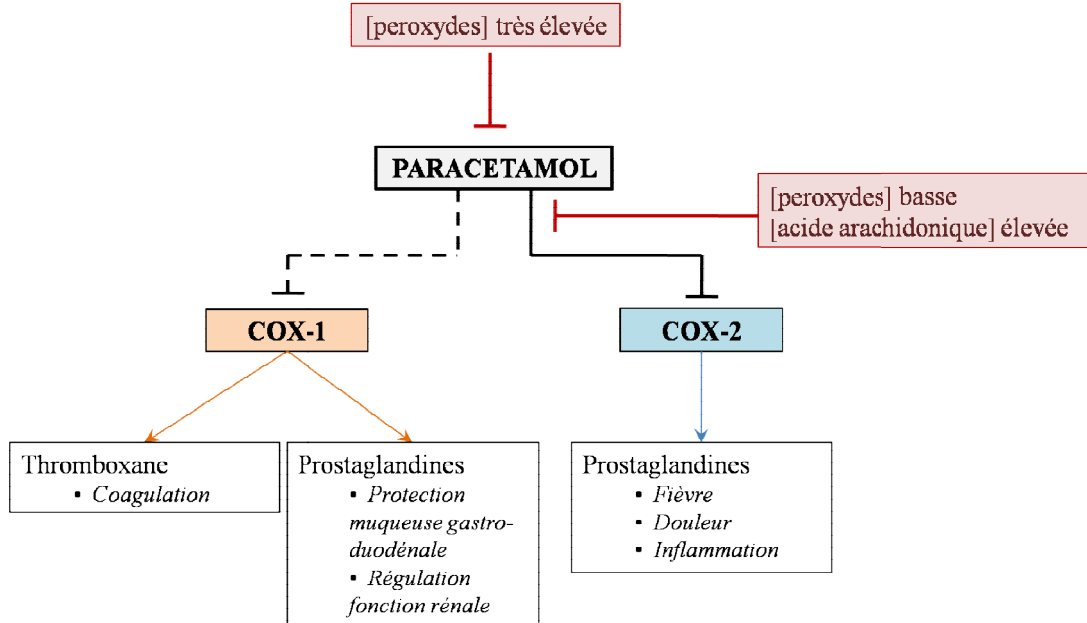 [peroxydes] très élevée
PARACETAMOL
[peroxydes] basse
[acide arachidonique] élevée
COX-1
COX-2
Thromboxane
▪ Coagulation
Prostaglandines
▪ Protection
muqueuse gastro-
duodénale
▪ Régulation
fonction rénale
Prostaglandines
▪ Fièvre
▪ Douleur
▪ Inflammation